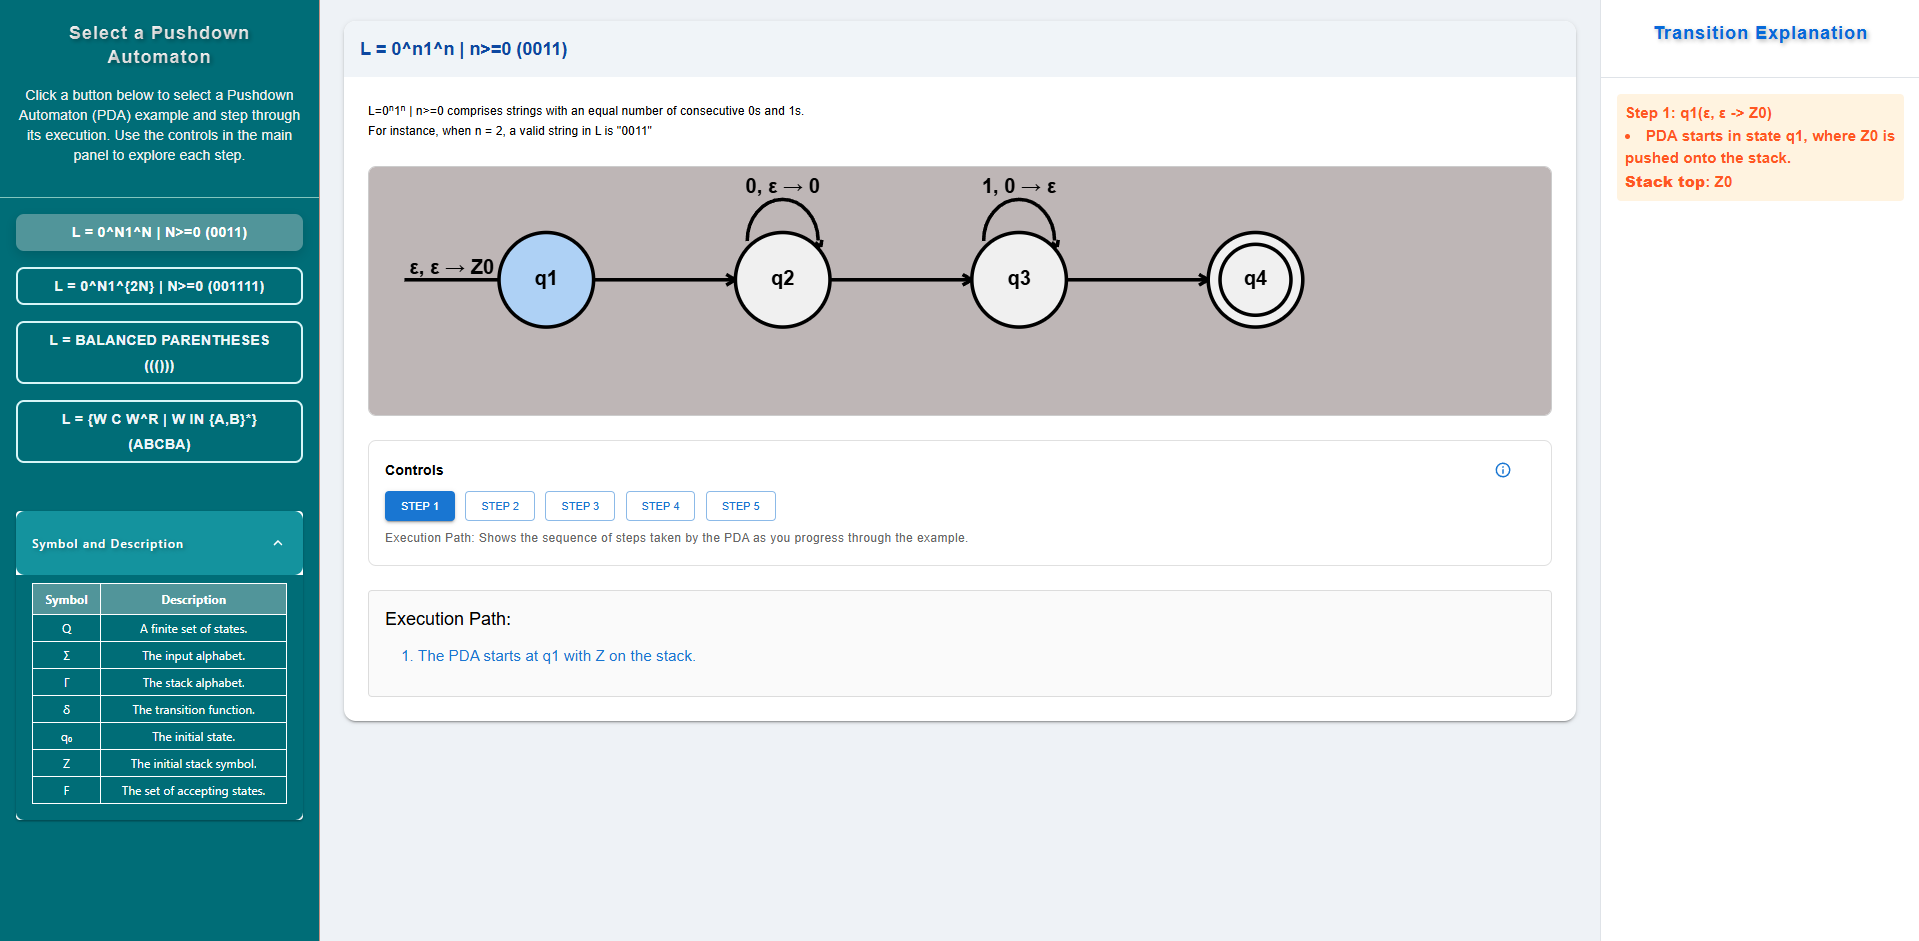 Select a Pushdown
Automaton
Click a button below to select a Pushdown
Automaton (PDA) example and step through
its execution. Use the controls in the main
panel to explore each step.
L = 0^N1^N | N>=0 (0011)
L = 0^N1^{2N} | N>=0 (001111)
L = BALANCED PARENTHESES
((()))
L = {W C W^R | W IN {A,B}*}
(ABCBA)
Symbol and Description
Symbol Description
Q A finite set of states.
Σ The input alphabet.
Γ The stack alphabet.
δ The transition function.
q₀ The initial state.
Z The initial stack symbol.
F The set of accepting states.
L = 0^n1^n | n>=0 (0011)
L=0ⁿ1ⁿ | n>=0 comprises strings with an equal number of consecutive 0s and 1s.
For instance, when n = 2, a valid string in L is "0011"
0, ε → 0
1, 0 → ε
ε, ε → Z0
q1
q2
q3
q4
Controls
STEP 1 STEP 2 STEP 3 STEP 4 STEP 5
Execution Path: Shows the sequence of steps taken by the PDA as you progress through the example.
Execution Path:
1. The PDA starts at q1 with Z on the stack.
Transition Explanation
Step 1: q1(ε, ε -> Z0)
• PDA starts in state q1, where Z0 is
pushed onto the stack.
Stack top: Z0